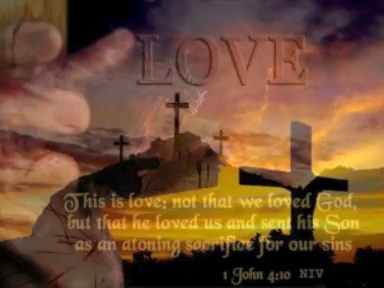 LOVE
This is love; not that we loved God,
but that he loved us and sent his Son
as an atoning sacrifice for our sins
1 John 4:10 NIV